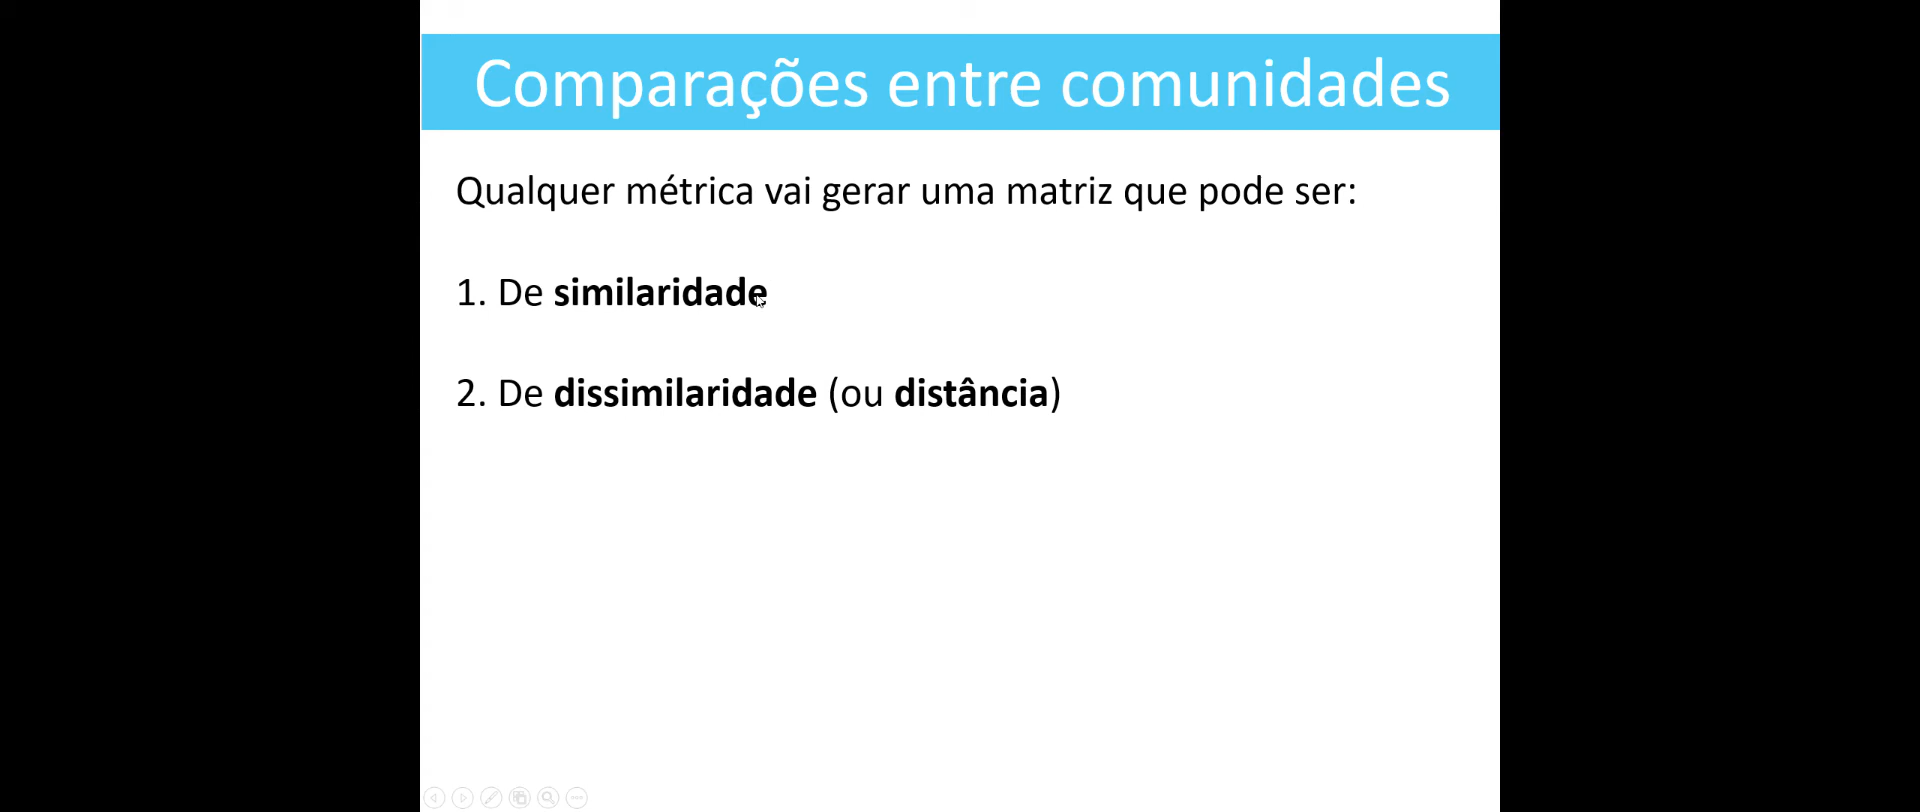 Comparações entre comunidades
Qualquer métrica vai gerar uma matriz que pode ser:
1. De similaridade
2. De dissimilaridade (ou distância)